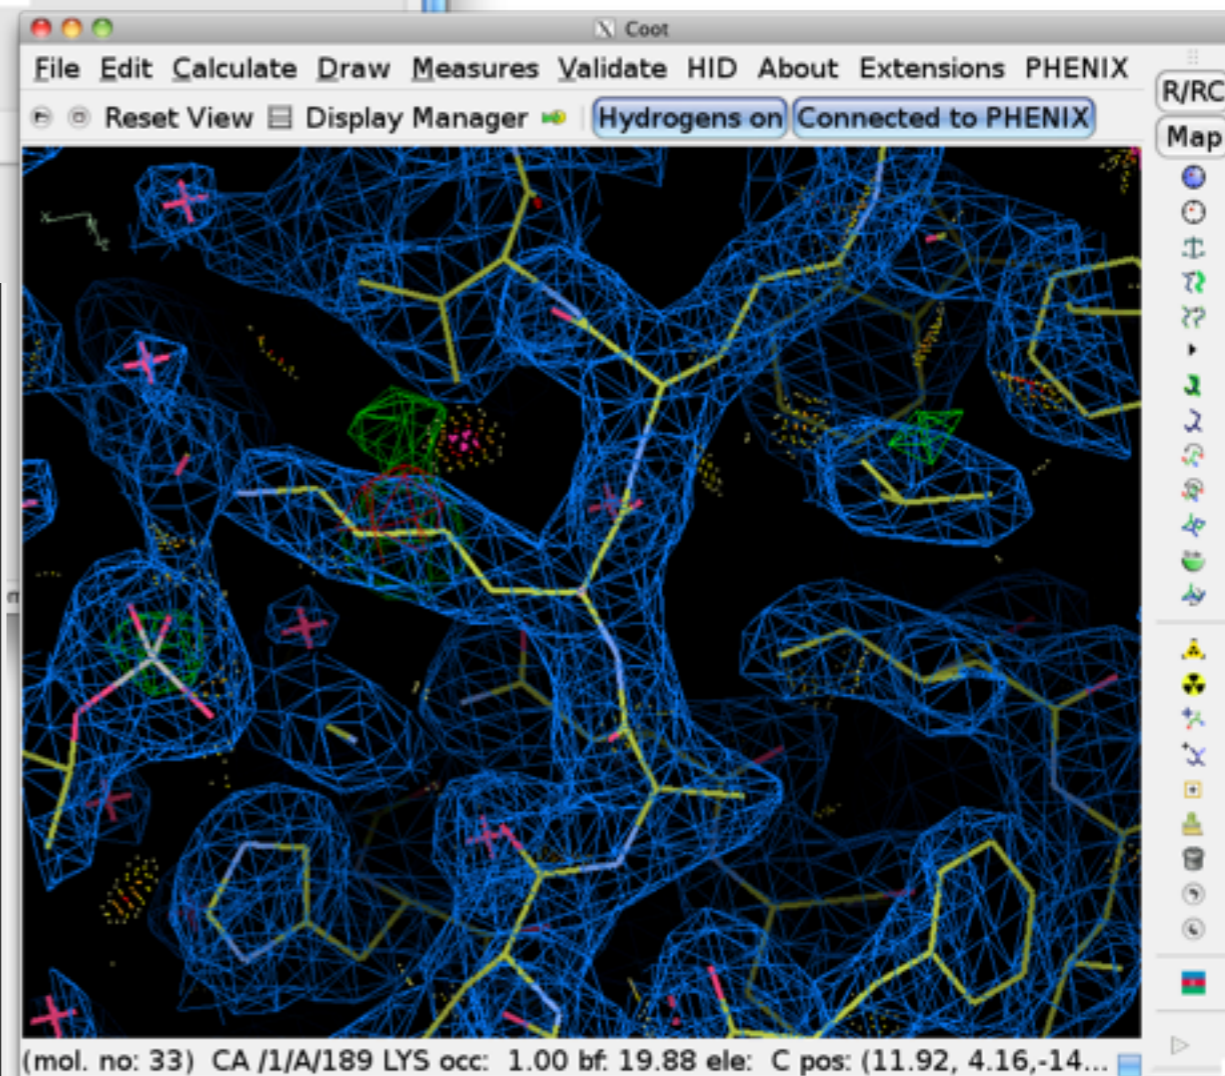 Coot
File Edit Calculate Draw Measures Validate HID About Extensions PHENIX
R/RC
Reset View Display Manager Hydrogens on Connected to PHENIX
Map
(mol. no: 33) CA /1/A/189 LYS occ: 1.00 bf: 19.88 ele: C pos: (11.92, 4.16,-14...